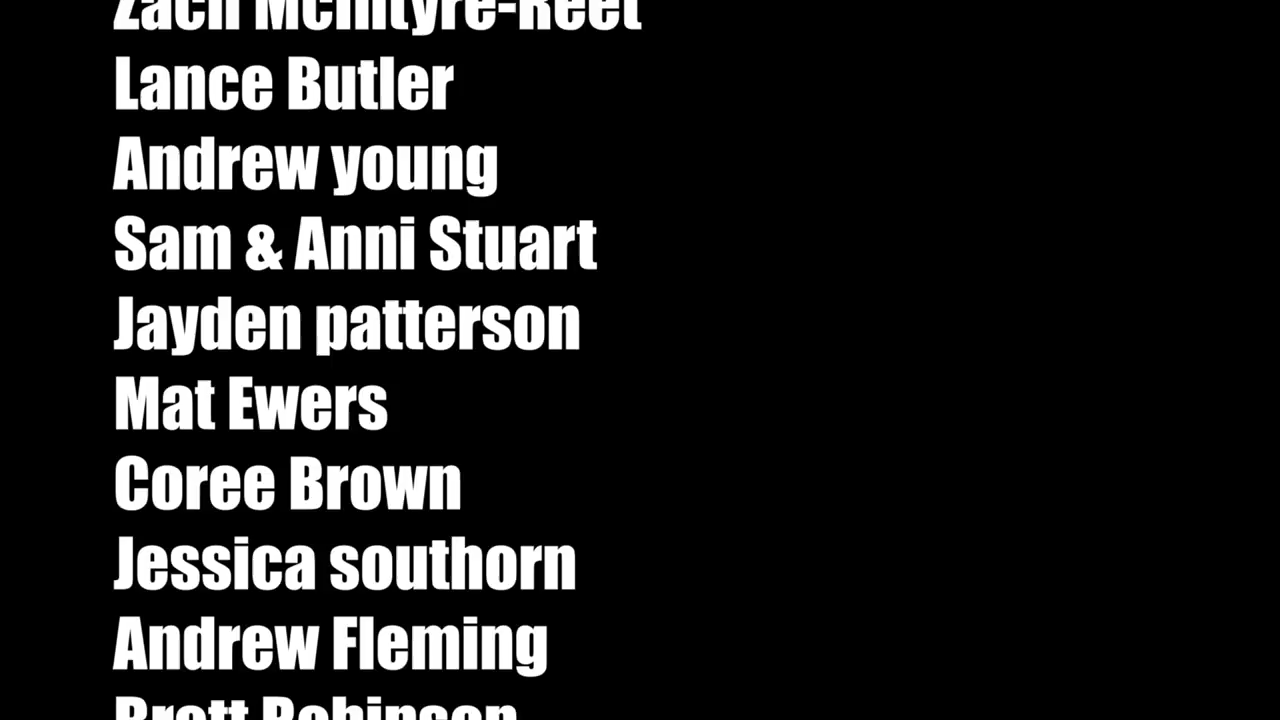 Zach McIntyre-Reet
Lance Butler
Andrew young
Sam & Anni Stuart
Jayden patterson
Mat Ewers
Coree Brown
Jessica southorn
Andrew Fleming
Brett Robinson